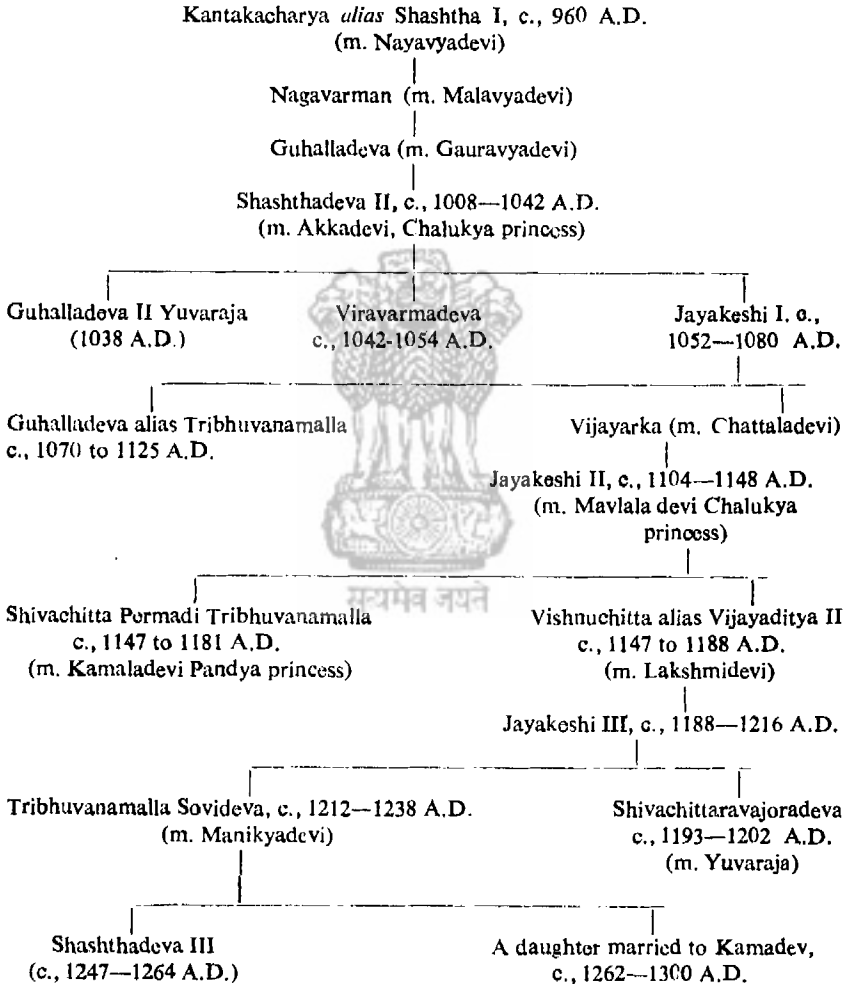 Kantakacharya alias Shashtha I, c., 960 A.D.
(m. Nayavyadevi)
Nagavarman (m. Malavyadevi)
Guhalladeva (m. Gauravyadevi)
Shashthadeva II, c., 1008—1042 A.D.
(m. Akkadevi, Chalukya princess)
Guhalladeva II Yuvaraja
(1038 A.D.)
Viravarmadeva
c., 1042-1054 A.D.
Jayakeshi I. c.,
1052—1080 A.D.
Guhalladeva alias Tribhuvanamalla
c., 1070 to 1125 A.D.
Vijayarka (m. Chattaladevi)
Jayakeshi II, c., 1104—1148 A.D.
(m. Mavlala devi Chalukya
princess)
सत्यमेव जयते
Shivachitta Permadi Tribhuvanamalla
c., 1147 to 1181 A.D.
(m. Kamaladevi Pandya princess)
Vishnuchitta alias Vijayaditya II
c., 1147 to 1188 A.D.
(m. Lakshmidevi)
Jayakeshi III, c., 1188—1216 A.D.
Tribhuvanamalla Sovideva, c., 1212—1238 A.D.
(m. Manikyadevi)
Shivachittaravajoradeva
c., 1193—1202 A.D.
(m. Yuvaraja)
Shashthadeva III
(c., 1247—1264 A.D.)
A daughter married to Kamadev,
c., 1262—1300 A.D.